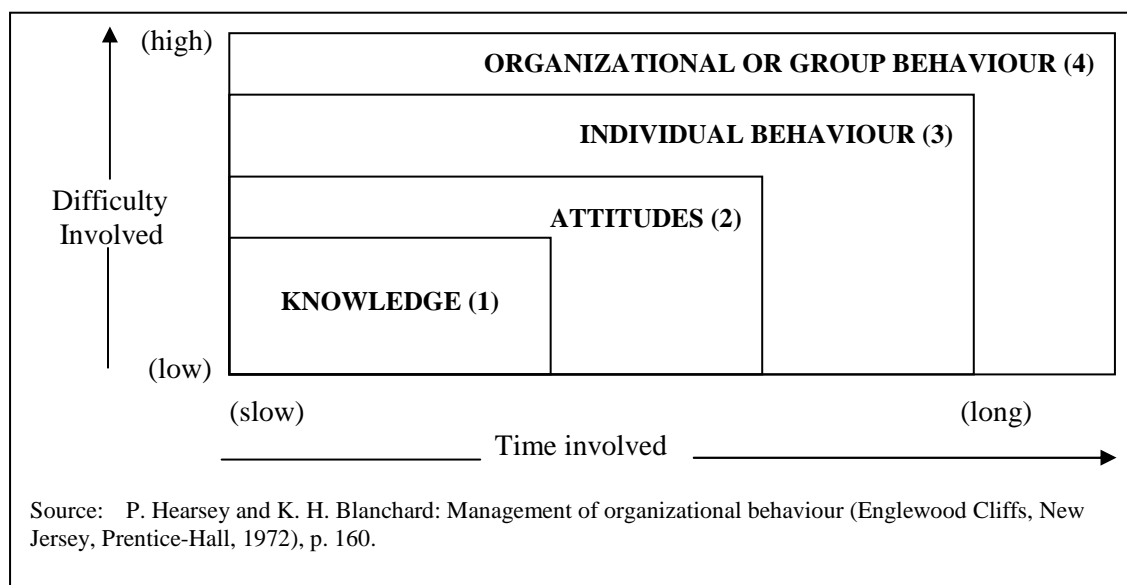 (high)
ORGANIZATIONAL OR GROUP BEHAVIOUR (4)
INDIVIDUAL BEHAVIOUR (3)
Difficulty
Involved
ATTITUDES (2)
KNOWLEDGE (1)
(low)
(slow) (long)
Time involved
Source: P. Hearsey and K. H. Blanchard: Management of organizational behaviour (Englewood Cliffs, New
Jersey, Prentice-Hall, 1972), p. 160.